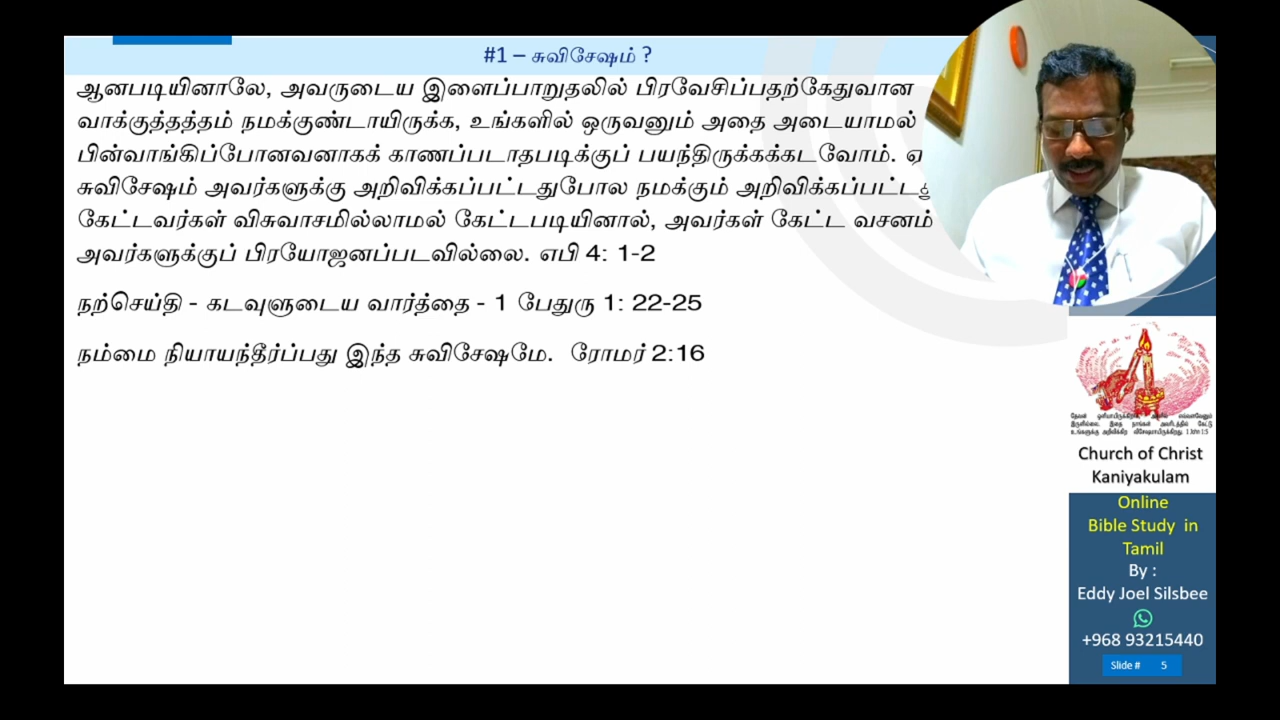 #1 – சுவிசேஷம் ?
ஆனபடியினாலே, அவருடைய இளைப்பாறுதலில் பிரவேசிப்பதற்கேதுவான
வாக்குத்தத்தம் நமக்குண்டாயிருக்க, உங்களில் ஒருவனும் அதை அடையாமல்
பின்வாங்கிப்போனவனாகக் காணப்படாதபடிக்குப் பயந்திருக்கக்கடவோம்.
சுவிசேஷம் அவர்களுக்கு அறிவிக்கப்பட்டதுபோல நமக்கும்
கேட்டவர்கள் விசுவாசமில்லாமல் கேட்டபடியினால், அவர்கள் கேட்ட வசனம்
அவர்களுக்குப் பிரயோஜனப்படவில்லை. எபி 4: 1-2
நற்செய்தி - கடவுளுடைய வார்த்தை - 1 பேதுரு 1: 22-25
நம்மை நியாயந்தீர்ப்பது இந்த சுவிசேஷமே. ரோமர் 2:16
Church of Christ
Kaniyakulam
Online
Bible Study in
Tamil
By :
Eddy Joel Silsbee
+968 93215440
Slide # 5